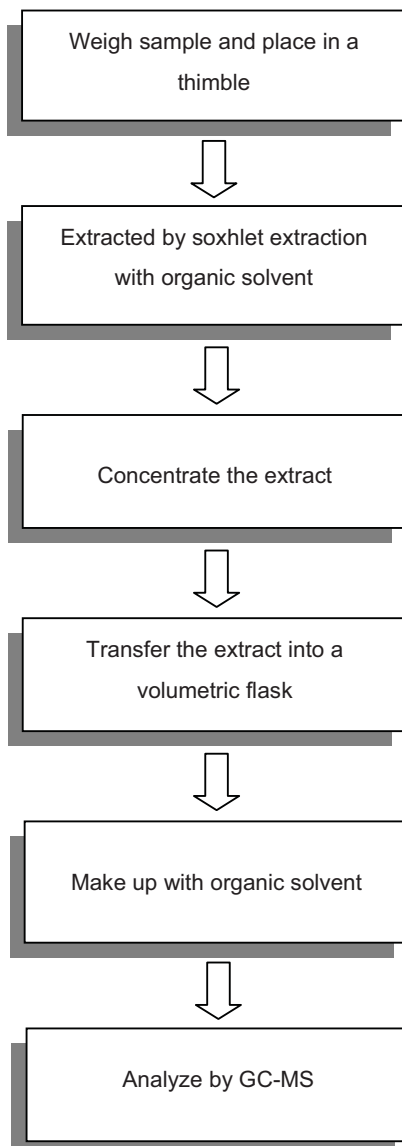 Weigh sample and place in a
thimble
Extracted by soxhlet extraction
with organic solvent
Concentrate the extract
Transfer the extract into a
volumetric flask
Make up with organic solvent
Analyze by GC-MS